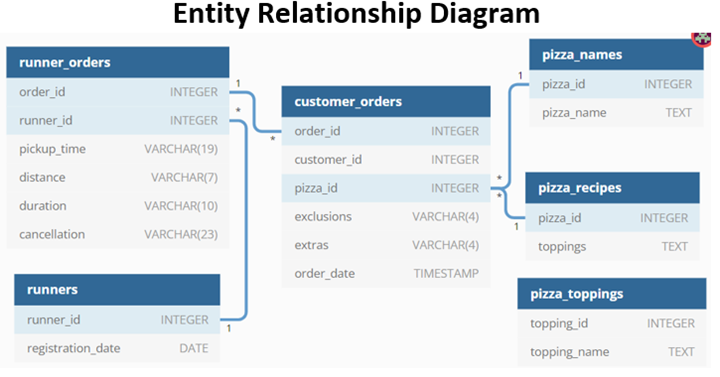 Entity Relationship Diagram
runner_orders
order_id INTEGER
runner_id INTEGER
pickup_time VARCHAR(19)
distance VARCHAR(7)
duration VARCHAR(10)
cancellation VARCHAR(23)
runners
runner_id INTEGER
registration_date DATE
1
*
1
*
customer_orders
order_id INTEGER
customer_id INTEGER
pizza_id INTEGER
exclusions VARCHAR(4)
extras VARCHAR(4)
order_date TIMESTAMP
1
*
*
1
pizza_names
pizza_id INTEGER
pizza_name TEXT
pizza_recipes
pizza_id INTEGER
toppings TEXT
pizza_toppings
topping_id INTEGER
topping_name TEXT